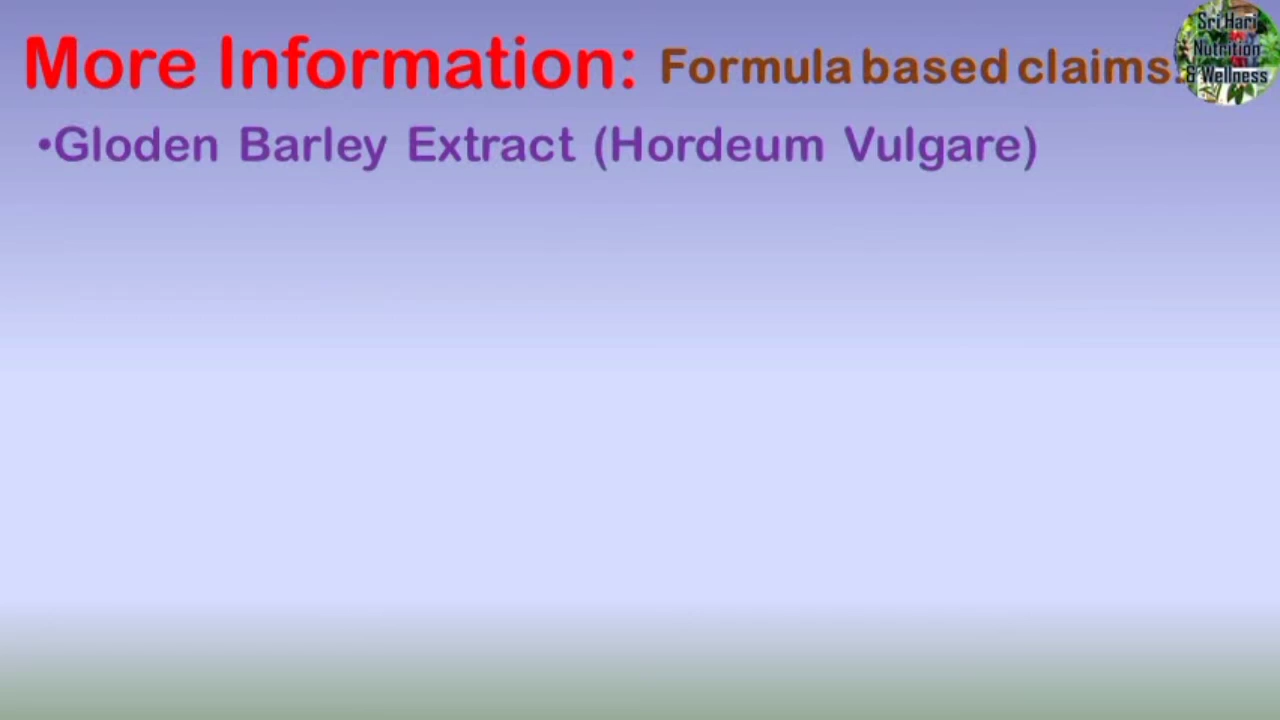 More Information: Formula based claims:
•Gloden Barley Extract (Hordeum Vulgare)
Sri Hari
Nutrition
& Wellness